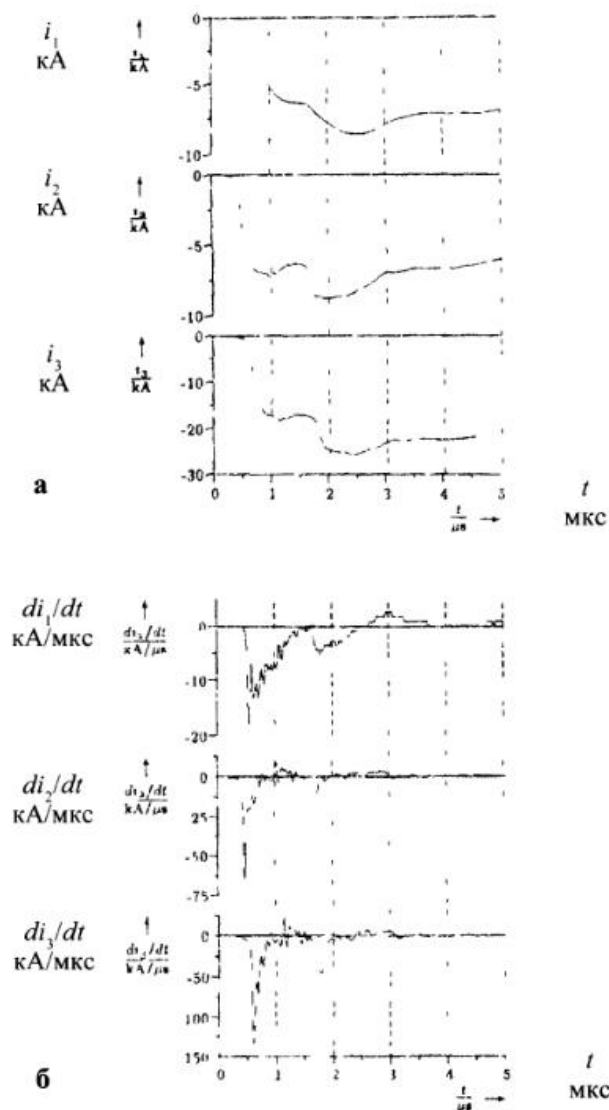 i₁
кА
↑
i₁
kA
0
-5
-10
i₂
кА
↑
i₂
kA
0
-5
-10
i₃
кА
↑
i₃
kA
0
-10
-20
-30
а
0 1 2 3 4 5
t
μs →
t
мкс
di₁/dt
кА/мкс
↑
di₁/dt
kA/μs
0
-10
-20
di₂/dt
кА/мкс
↑
di₂/dt
kA/μs
0
25
-50
-75
di₃/dt
кА/мкс
↑
di₃/dt
kA/μs
0
-50
100
150
б
0 1 2 3 4 5
t
μs →
t
мкс